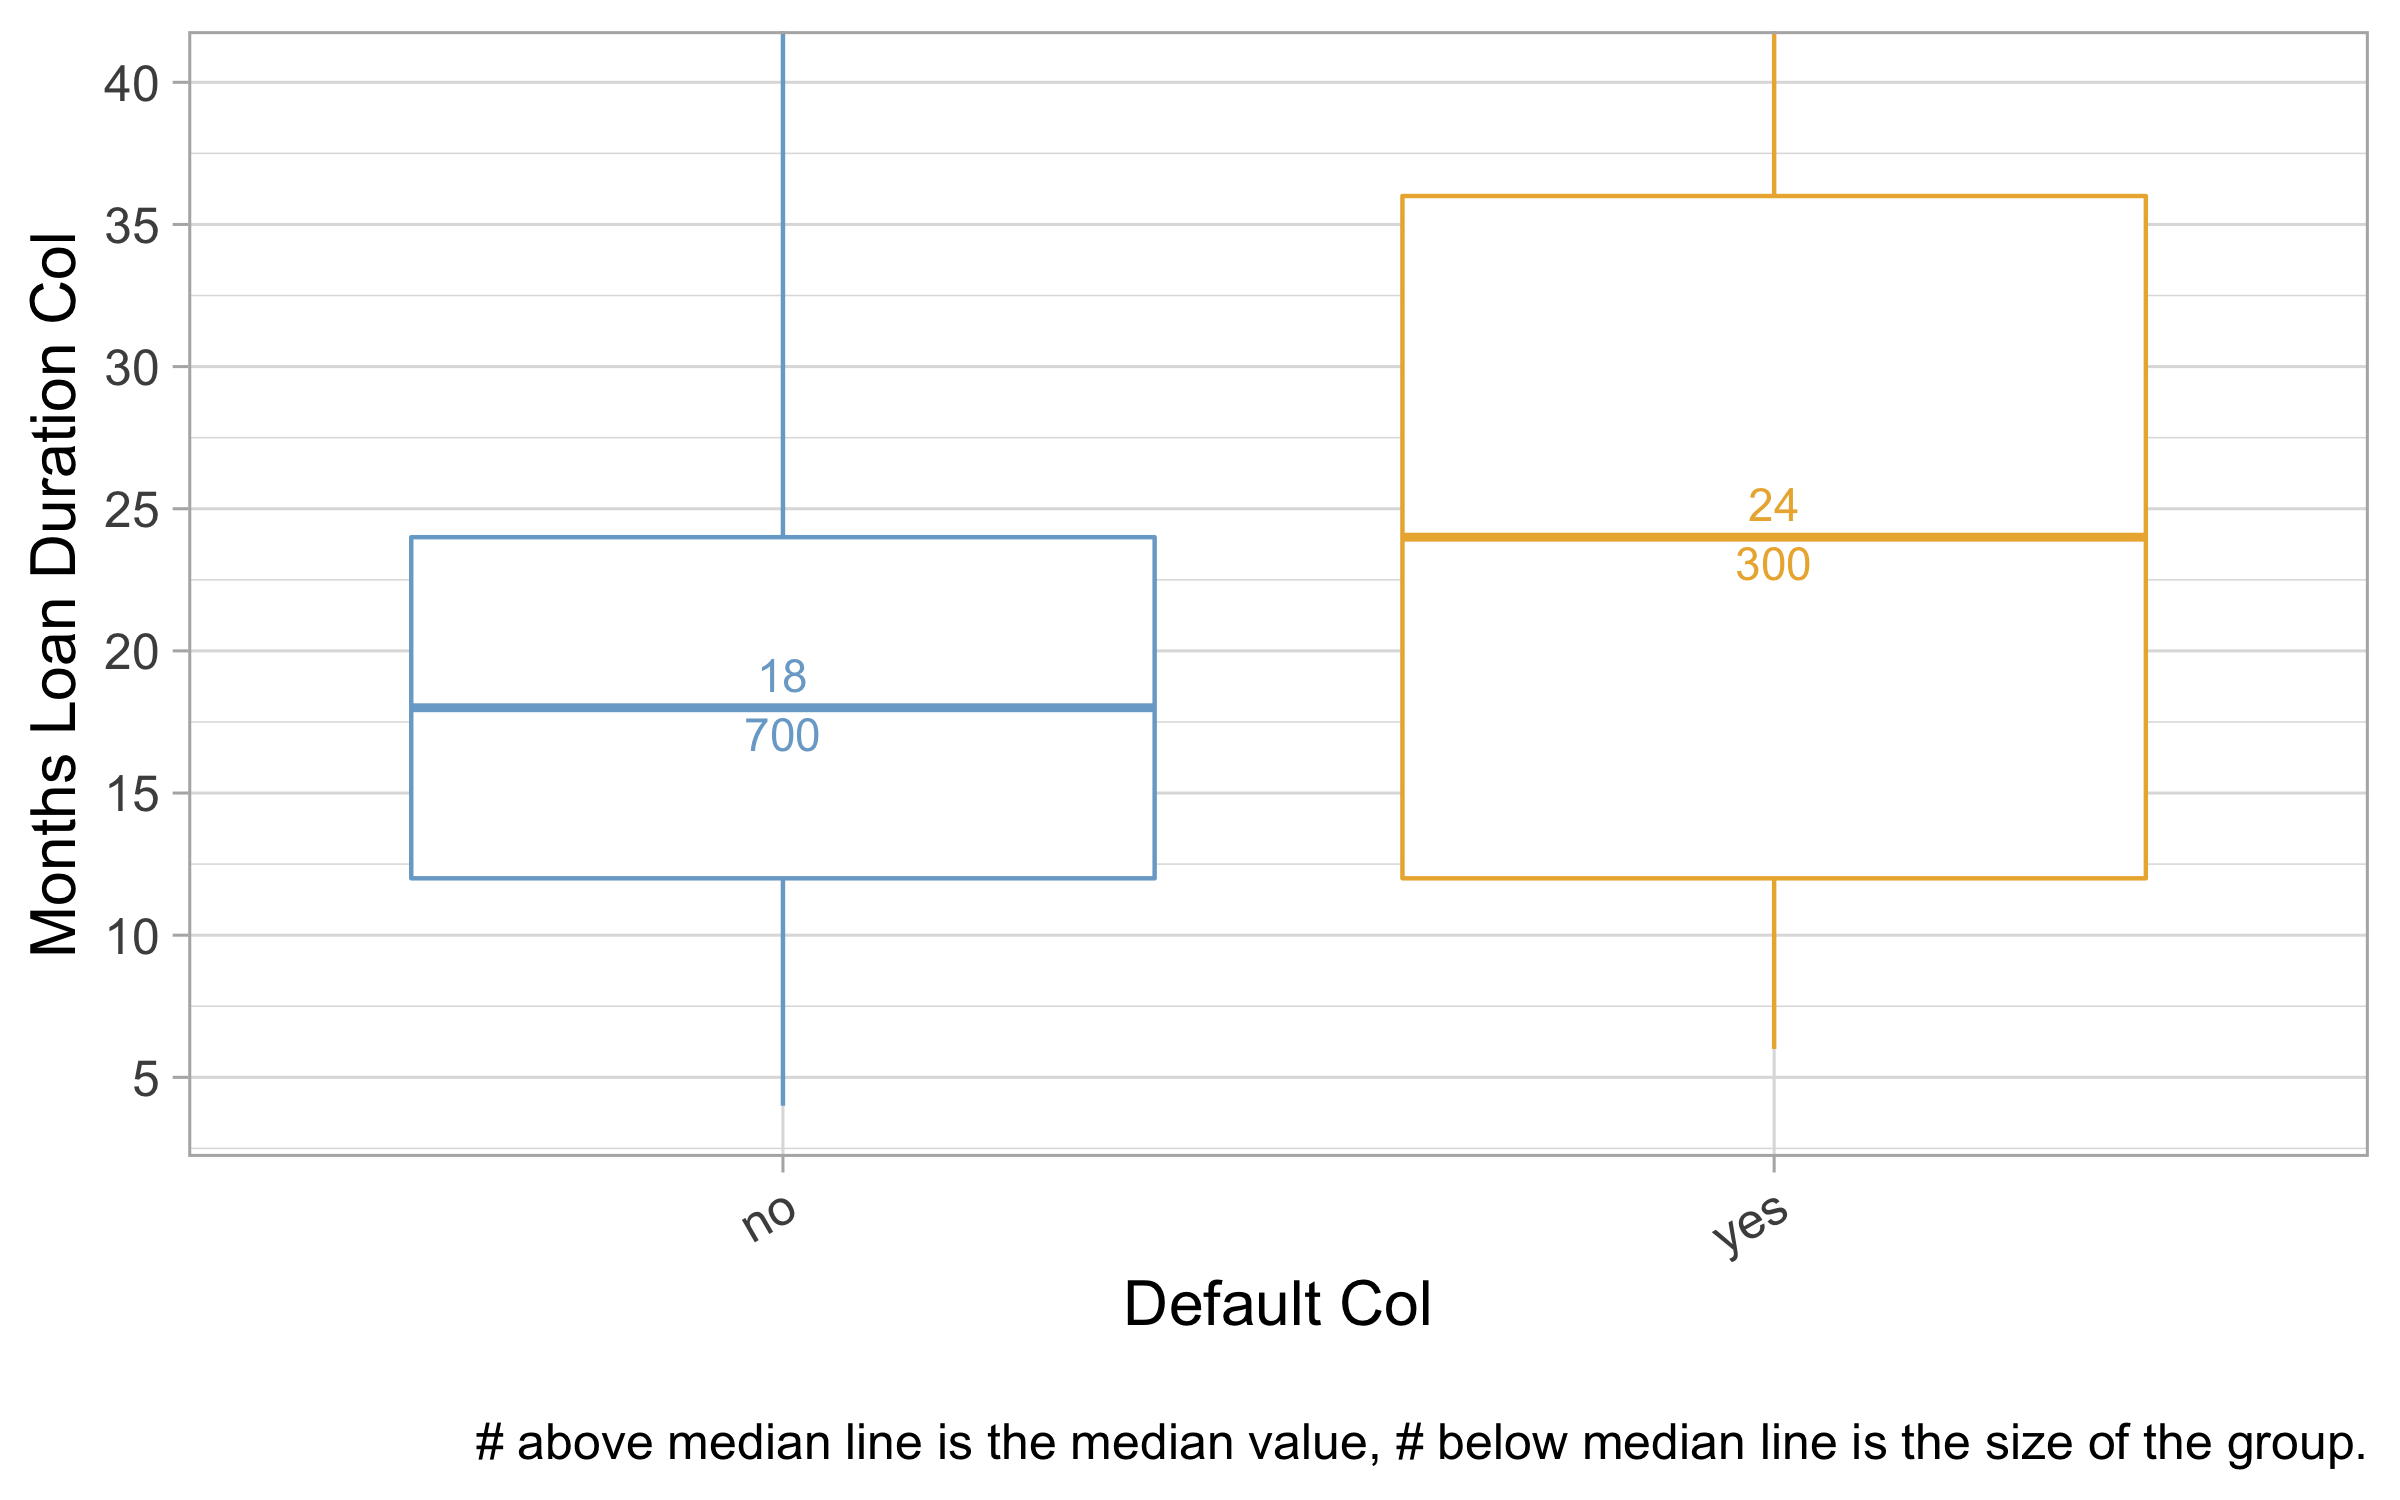 Months Loan Duration Col
40
35
30
25
20
15
10
5
18
700
24
300
no
yes
Default Col
# above median line is the median value, # below median line is the size of the group.